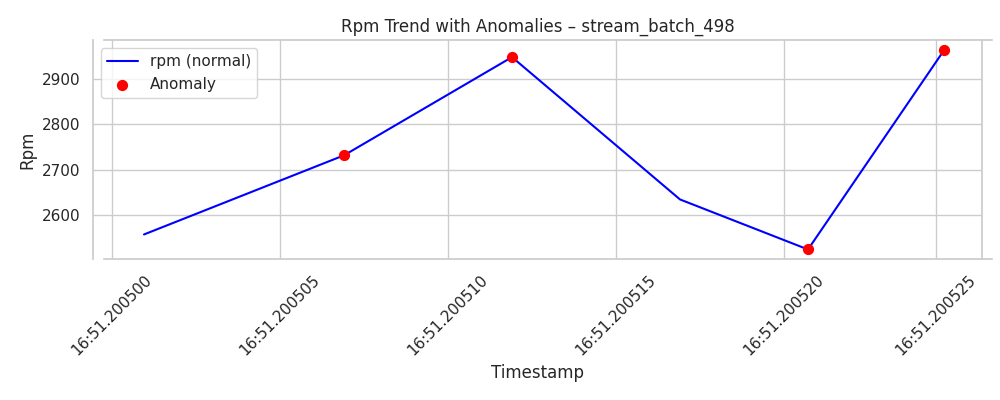 Rpm Trend with Anomalies – stream_batch_498
rpm (normal)
Anomaly
Rpm
2900
2800
2700
2600
16:51.200500
16:51.200505
16:51.200510
16:51.200515
16:51.200520
16:51.200525
Timestamp